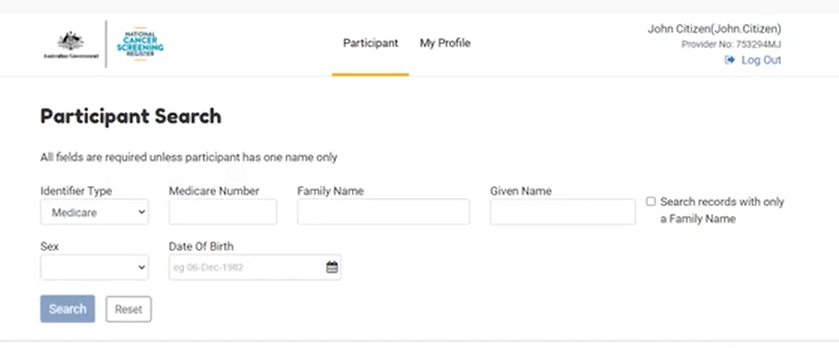 Australian Government
NATIONAL
CANCER
SCREENING
REGISTER
Participant
My Profile
John Citizen(John.Citizen)
Provider No: 753294MJ
Log Out
Participant Search
All fields are required unless participant has one name only
Identifier Type
Medicare Number
Family Name
Given Name
Medicare
Search records with only
a Family Name
Sex
Date Of Birth
eg 06-Dec-1982
Search
Reset